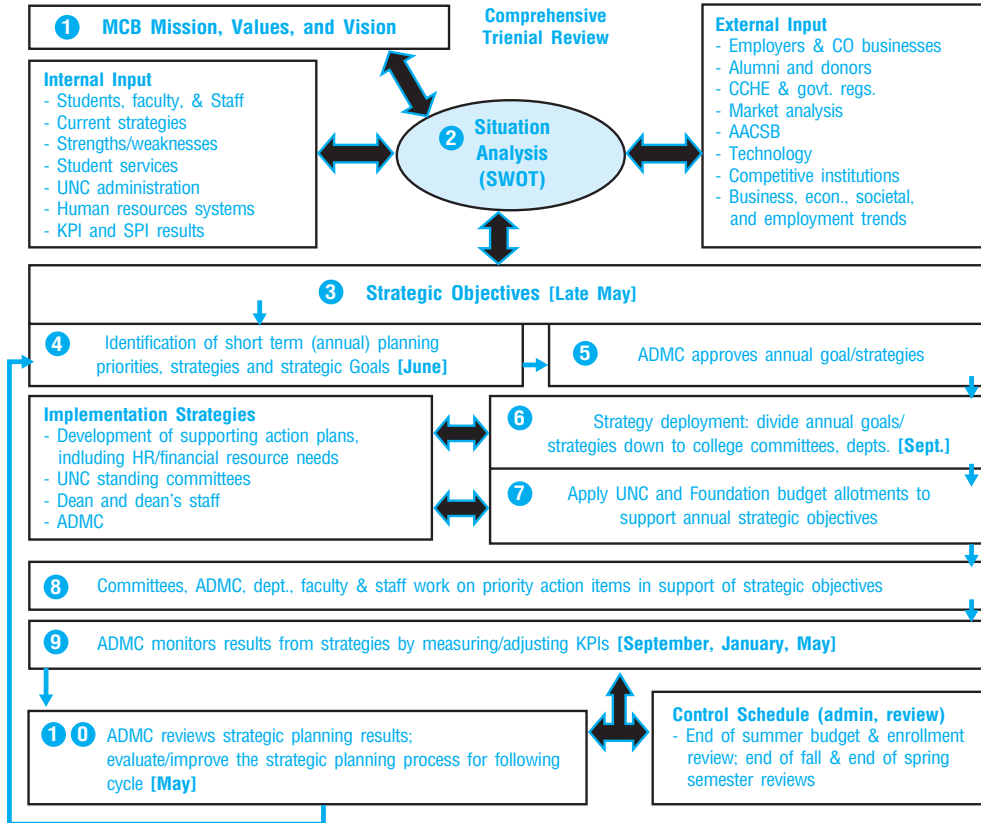 1 MCB Mission, Values, and Vision
Comprehensive
Trienial Review
External Input
- Employers & CO businesses
- Alumni and donors
- CCHE & govt. regs.
- Market analysis
- AACSB
- Technology
- Competitive institutions
- Business, econ., societal,
and employment trends
Internal Input
- Students, faculty, & Staff
- Current strategies
- Strengths/weaknesses
- Student services
- UNC administration
- Human resources systems
- KPI and SPI results
2 Situation
Analysis
(SWOT)
3 Strategic Objectives [Late May]
4 Identification of short term (annual) planning
priorities, strategies and strategic Goals [June]
5 ADMC approves annual goal/strategies
Implementation Strategies
- Development of supporting action plans,
including HR/financial resource needs
- UNC standing committees
- Dean and dean's staff
- ADMC
6 Strategy deployment: divide annual goals/
strategies down to college committees, depts. [Sept.]
7 Apply UNC and Foundation budget allotments to
support annual strategic objectives
8 Committees, ADMC, dept., faculty & staff work on priority action items in support of strategic objectives
9 ADMC monitors results from strategies by measuring/adjusting KPIs [September, January, May]
1 0 ADMC reviews strategic planning results;
evaluate/improve the strategic planning process for following
cycle [May]
Control Schedule (admin, review)
- End of summer budget & enrollment
review; end of fall & end of spring
semester reviews